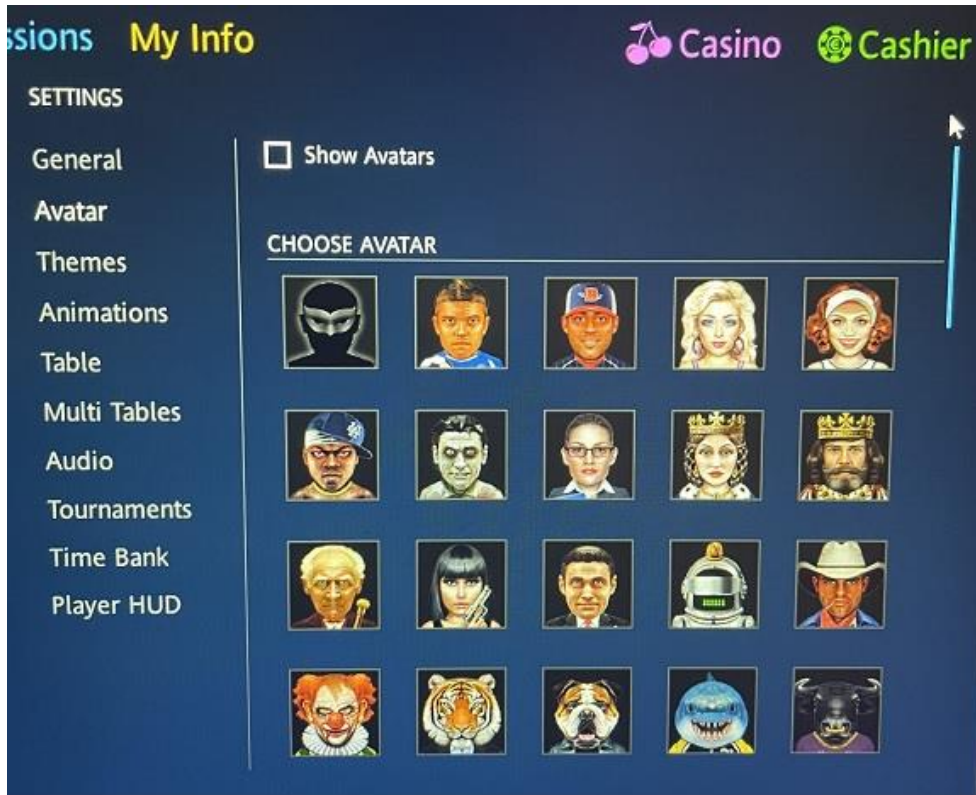 ssions My Info Casino Cashier
SETTINGS
General
Avatar
Themes
Animations
Table
Multi Tables
Audio
Tournaments
Time Bank
Player HUD
Show Avatars
CHOOSE AVATAR